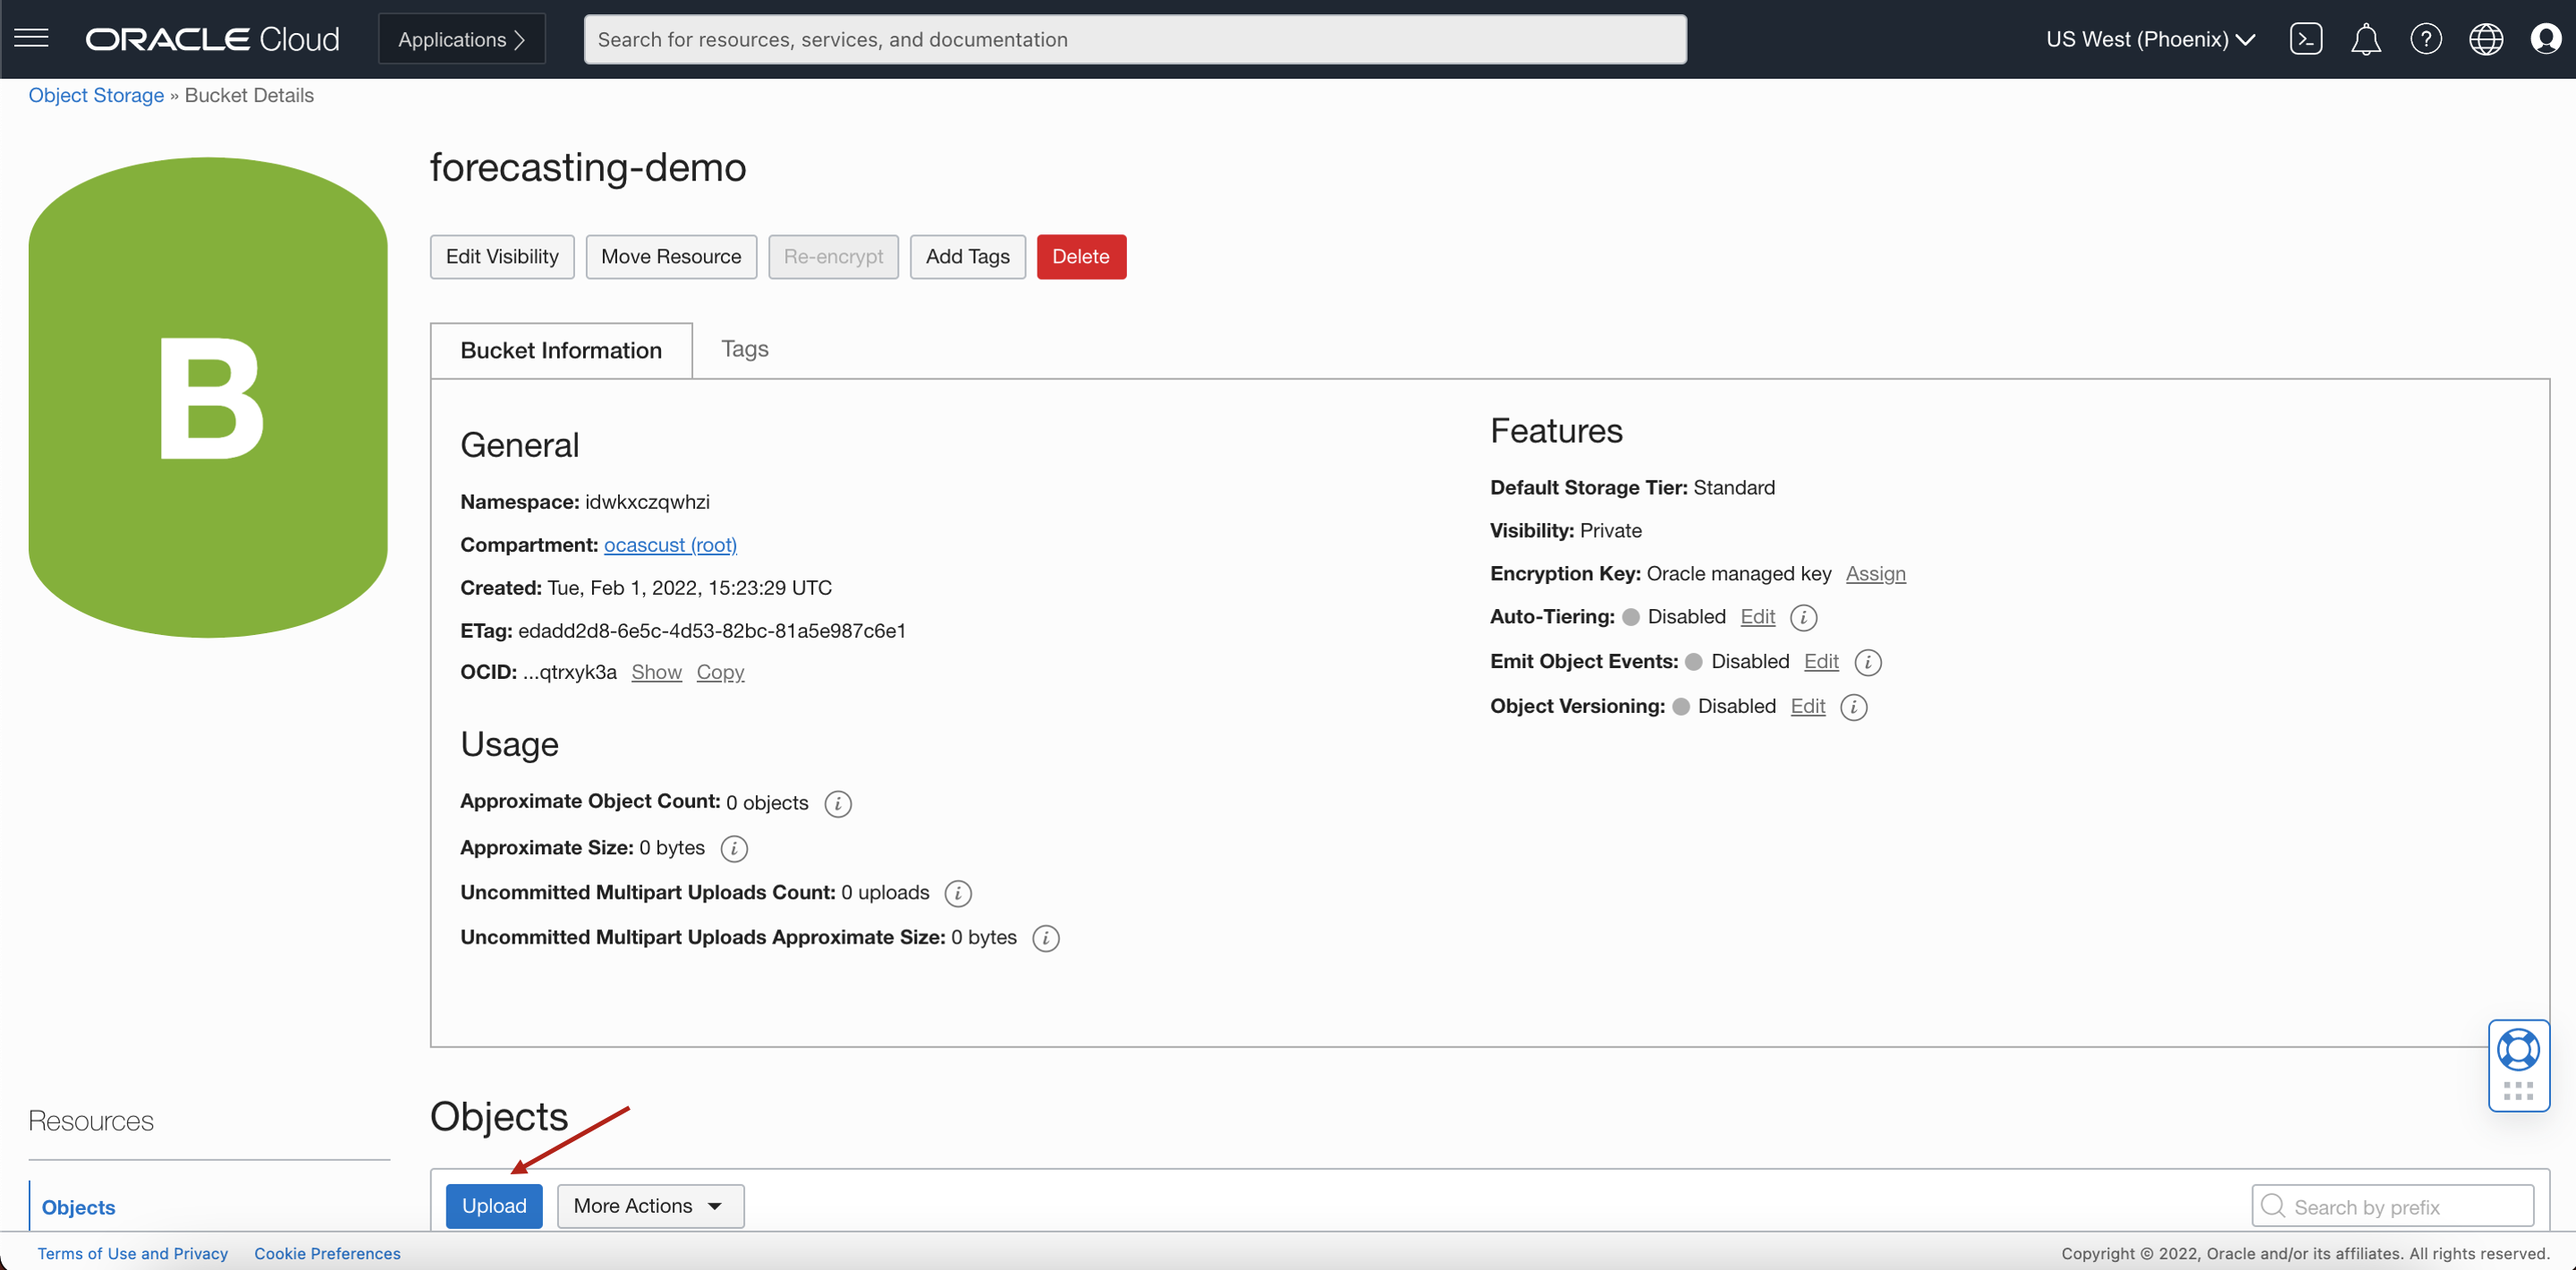 ORACLE Cloud
Applications
Search for resources, services, and documentation
US West (Phoenix)
Object Storage » Bucket Details
B
forecasting-demo
Edit Visibility
Move Resource
Re-encrypt
Add Tags
Delete
Bucket Information
Tags
General
Namespace: idwkxczqwhzi
Compartment: ocascust (root)
Created: Tue, Feb 1, 2022, 15:23:29 UTC
ETag: edadd2d8-6e5c-4d53-82bc-81a5e987c6e1
OCID: ...qtrxyk3a Show Copy
Usage
Approximate Object Count: 0 objects i
Approximate Size: 0 bytes i
Uncommitted Multipart Uploads Count: 0 uploads i
Uncommitted Multipart Uploads Approximate Size: 0 bytes i
Features
Default Storage Tier: Standard
Visibility: Private
Encryption Key: Oracle managed key Assign
Auto-Tiering: Disabled Edit i
Emit Object Events: Disabled Edit i
Object Versioning: Disabled Edit i
Resources
Objects
Objects
Upload
More Actions
Search by prefix
Terms of Use and Privacy
Cookie Preferences
Copyright © 2022, Oracle and/or its affiliates. All rights reserved.